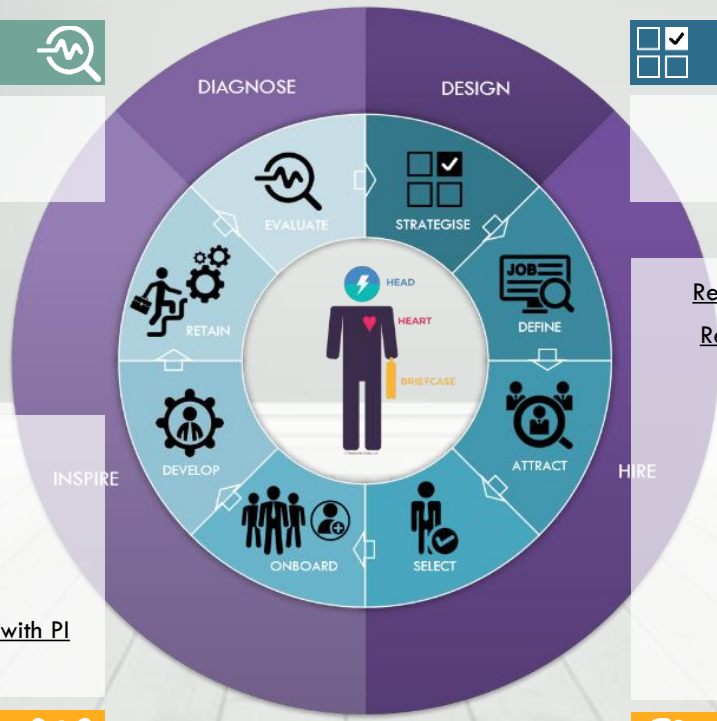 DIAGNOSE
DESIGN
HIRE
INSPIRE
EVALUATE
STRATEGISE
JOB
DEFINE
ATTRACT
SELECT
ONBOARD
DEVELOP
RETAIN
HEAD
HEART
BRIEFCASE
Re
Re
with PI